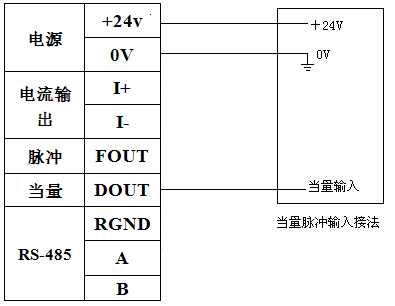 电源
+24v
0V
电流输出
I+
I-
脉冲
FOUT
当量
DOUT
RS-485
RGND
A
B
＋24V
0V
当量输入
当量脉冲输入接法